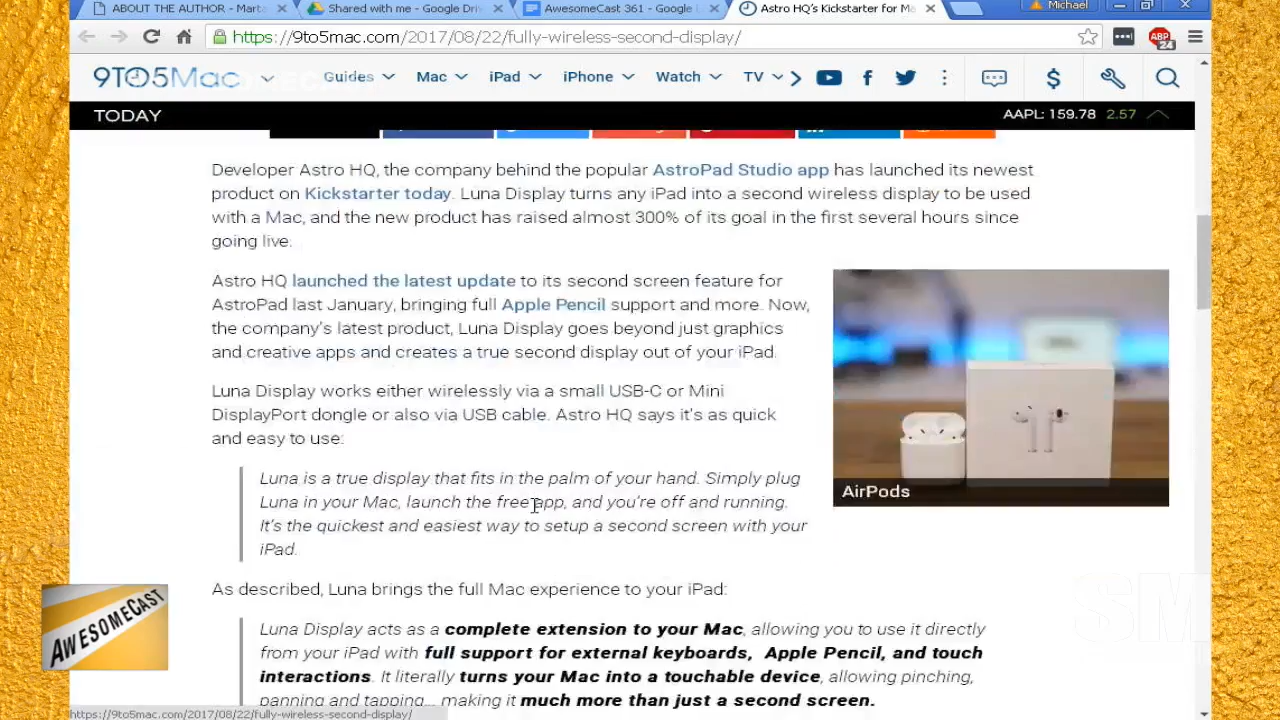 ABOUT THE AUTHOR - Marta
Shared with me - Google Driv
AwesomeCast 361 - Google
Astro HQ's Kickstarter for Ma
Michael
https://9to5mac.com/2017/08/22/fully-wireless-second-display/
ABP
24
9TO5Mac
Guides
Mac
iPad
iPhone
Watch
TV
TODAY
AAPL: 159.78 2.57
Developer Astro HQ, the company behind the popular AstroPad Studio app has launched its newest
product on Kickstarter today. Luna Display turns any iPad into a second wireless display to be used
with a Mac, and the new product has raised almost 300% of its goal in the first several hours since
going live.
Astro HQ launched the latest update to its second screen feature for
AstroPad last January, bringing full Apple Pencil support and more. Now,
the company's latest product, Luna Display goes beyond just graphics
and creative apps and creates a true second display out of your iPad.
Luna Display works either wirelessly via a small USB-C or Mini
DisplayPort dongle or also via USB cable. Astro HQ says it's as quick
and easy to use:
AirPods
Luna is a true display that fits in the palm of your hand. Simply plug
Luna in your Mac, launch the free app, and you're off and running.
It's the quickest and easiest way to setup a second screen with your
iPad.
As described, Luna brings the full Mac experience to your iPad:
Luna Display acts as a complete extension to your Mac, allowing you to use it directly
from your iPad with full support for external keyboards, Apple Pencil, and touch
interactions. It literally turns your Mac into a touchable device, allowing pinching,
panning and tapping... making it much more than just a second screen.
AWESOMECAST
SM
https://9to5mac.com/2017/08/22/fully-wireless-second-display/